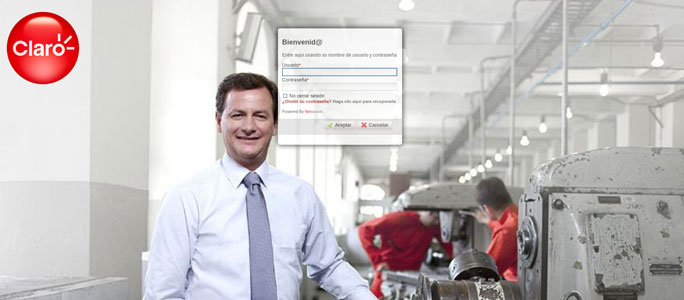 Claro
Bienvenid@
Entre aquí usando su nombre de usuario y contraseña
Usuario*
Contraseña*
No cerrar sesión
¿Olvidó su contraseña? Haga clic aquí para recuperarla
Powered By
Aceptar Cancelar